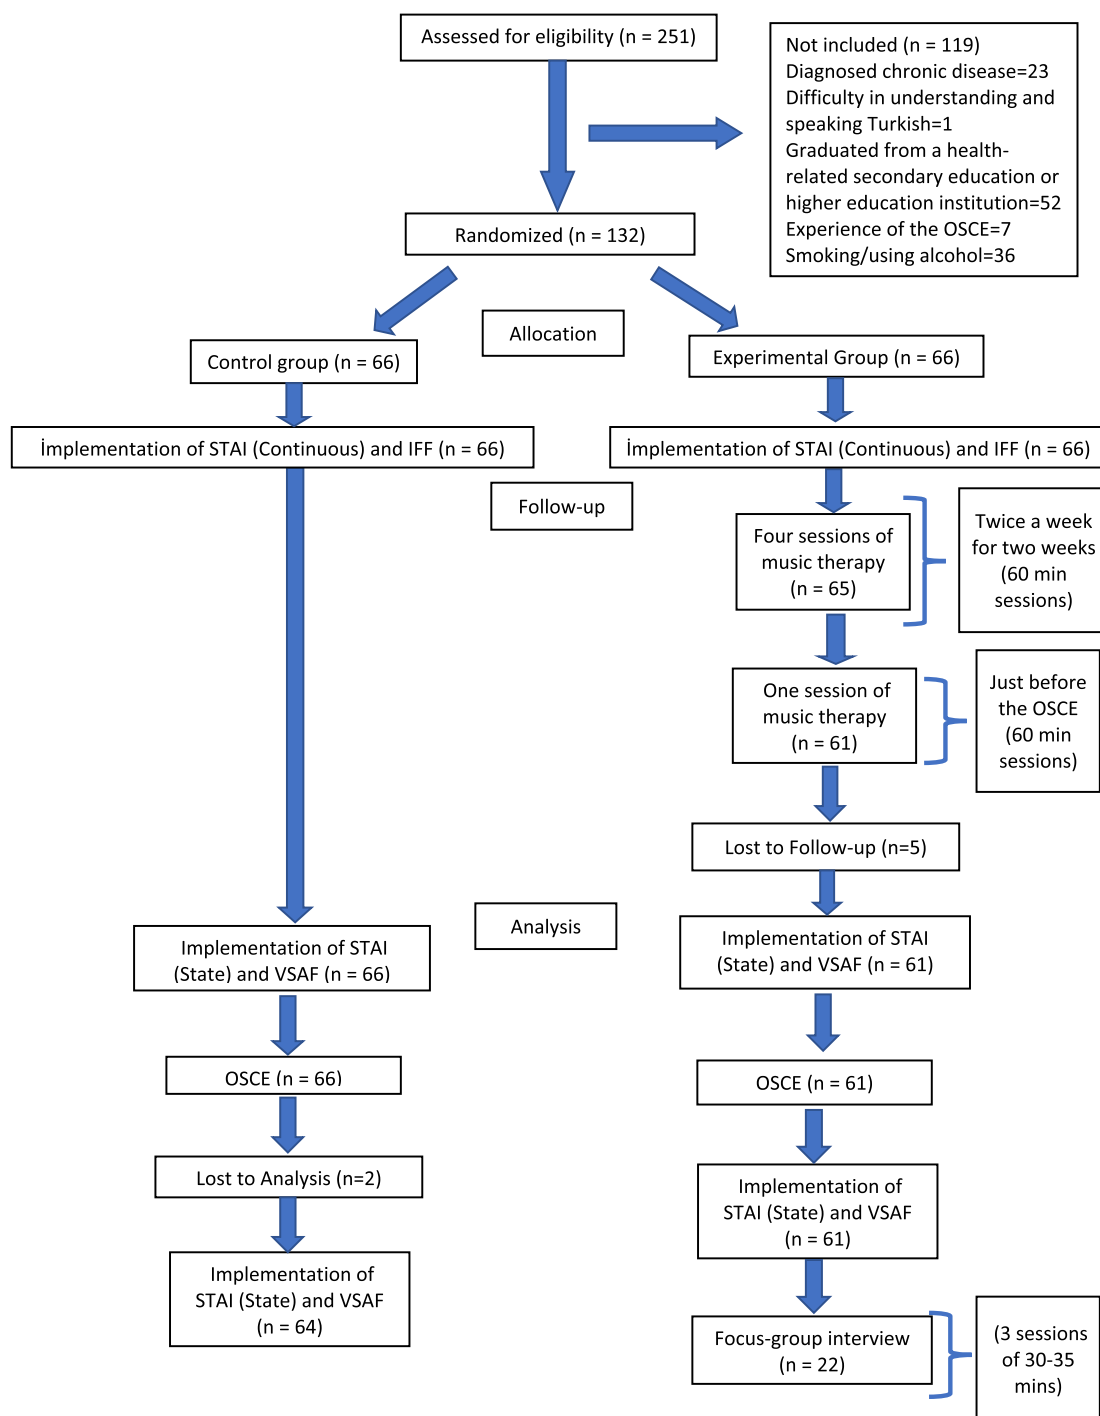 Assessed for eligibility (n = 251)
Not included (n = 119)
Diagnosed chronic disease=23
Difficulty in understanding and
speaking Turkish=1
Graduated from a health-
related secondary education or
higher education institution=52
Experience of the OSCE=7
Smoking/using alcohol=36
Randomized (n = 132)
Allocation
Control group (n = 66)
Experimental Group (n = 66)
İmplementation of STAI (Continuous) and IFF (n = 66)
İmplementation of STAI (Continuous) and IFF (n = 66)
Follow-up
Four sessions of
music therapy
(n = 65)
Twice a week
for two weeks
(60 min
sessions)
One session of
music therapy
(n = 61)
Just before
the OSCE
(60 min
sessions)
Lost to Follow-up (n=5)
Analysis
Implementation of STAI
(State) and VSAF (n = 66)
Implementation of STAI
(State) and VSAF (n = 61)
OSCE (n = 66)
OSCE (n = 61)
Lost to Analysis (n=2)
Implementation of
STAI (State) and VSAF
(n = 61)
Implementation of
STAI (State) and VSAF
(n = 64)
Focus-group interview
(n = 22)
(3 sessions
of 30-35
mins)